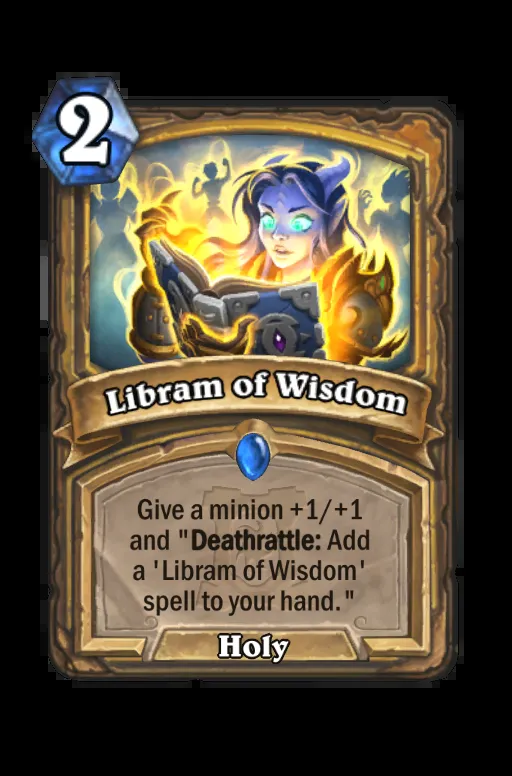 2
Libram of Wisdom
Give a minion +1/+1
and "Deathrattle: Add
a 'Libram of Wisdom'
spell to your hand."
Holy